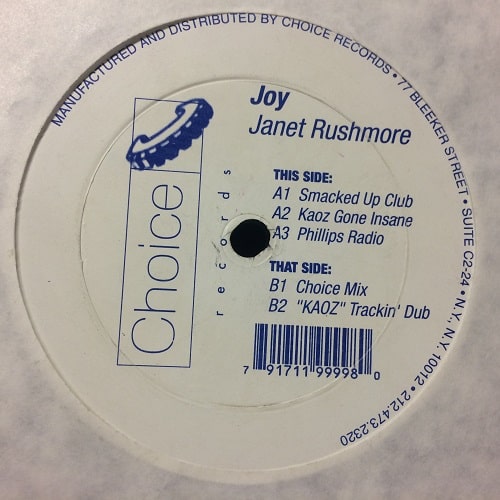 MANUFACTURED AND DISTRIBUTED BY CHOICE RECORDS • 77 BLEEKER STREET • SUITE C2-24 • N.Y., N.Y. 10012 • 212.473.2320
Joy
Janet Rushmore
Choice
records
THIS SIDE:
A1 Smacked Up Club
A2 Kaoz Gone Insane
A3 Phillips Radio
THAT SIDE:
B1 Choice Mix
B2 "KAOZ" Trackin' Dub
7 91711 99998 0